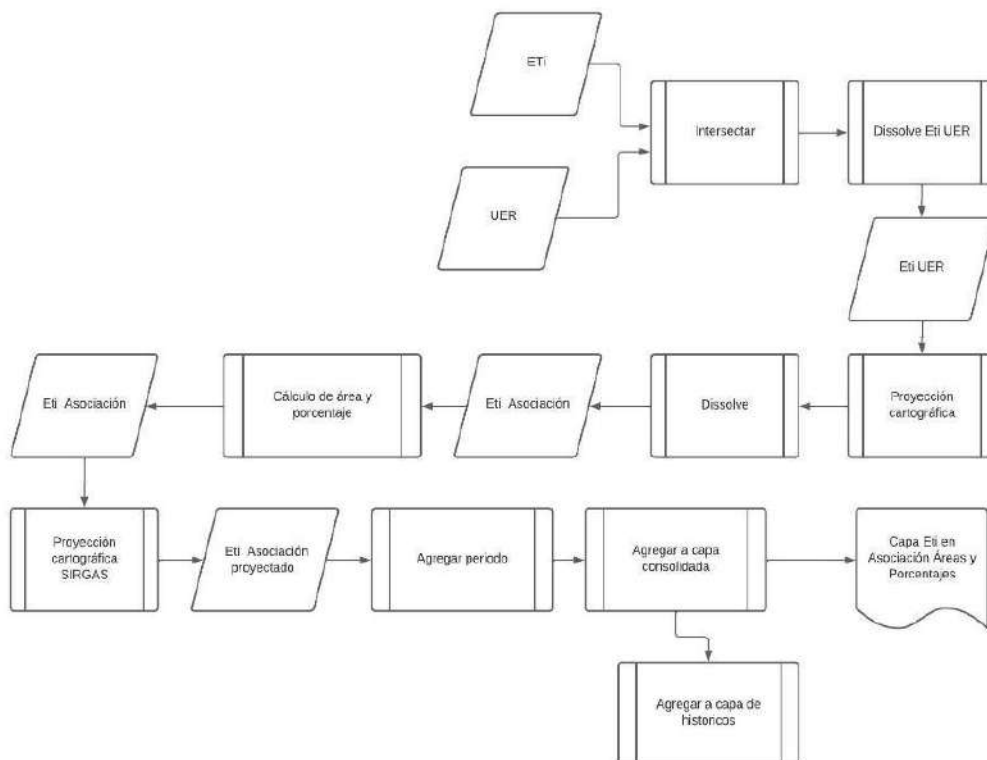 ETi
Intersectar
Dissolve Eti UER
UER
Eti UER
Eti Asociación
Cálculo de área y
porcentaje
Eti Asociación
Dissolve
Proyección
cartográfica
Proyección
cartográfica
SIRGAS
Eti Asociación
proyectado
Agregar periodo
Agregar a capa
consolidada
Capa Eti en
Asociación Áreas y
Porcentajes
Agregar a capa de
historicos